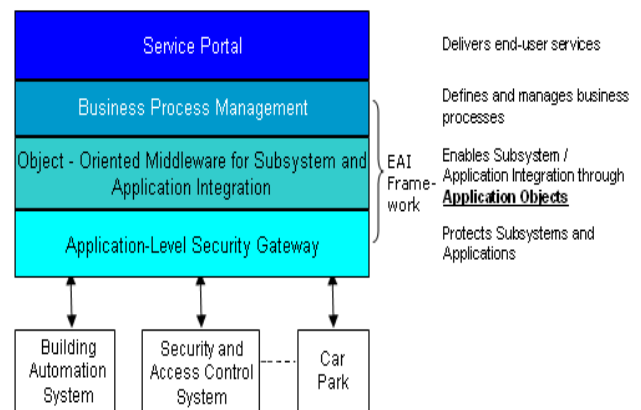 Service Portal
Delivers end-user services
Business Process Management
Defines and manages business
processes
Object - Oriented Middleware for Subsystem and
Application Integration
EAI
Frame-
work
Enables Subsystem /
Application Integration through
Application Objects
Application-Level Security Gateway
Protects Subsystems and
Applications
Building
Automation
System
Security and
Access Control
System
Car
Park